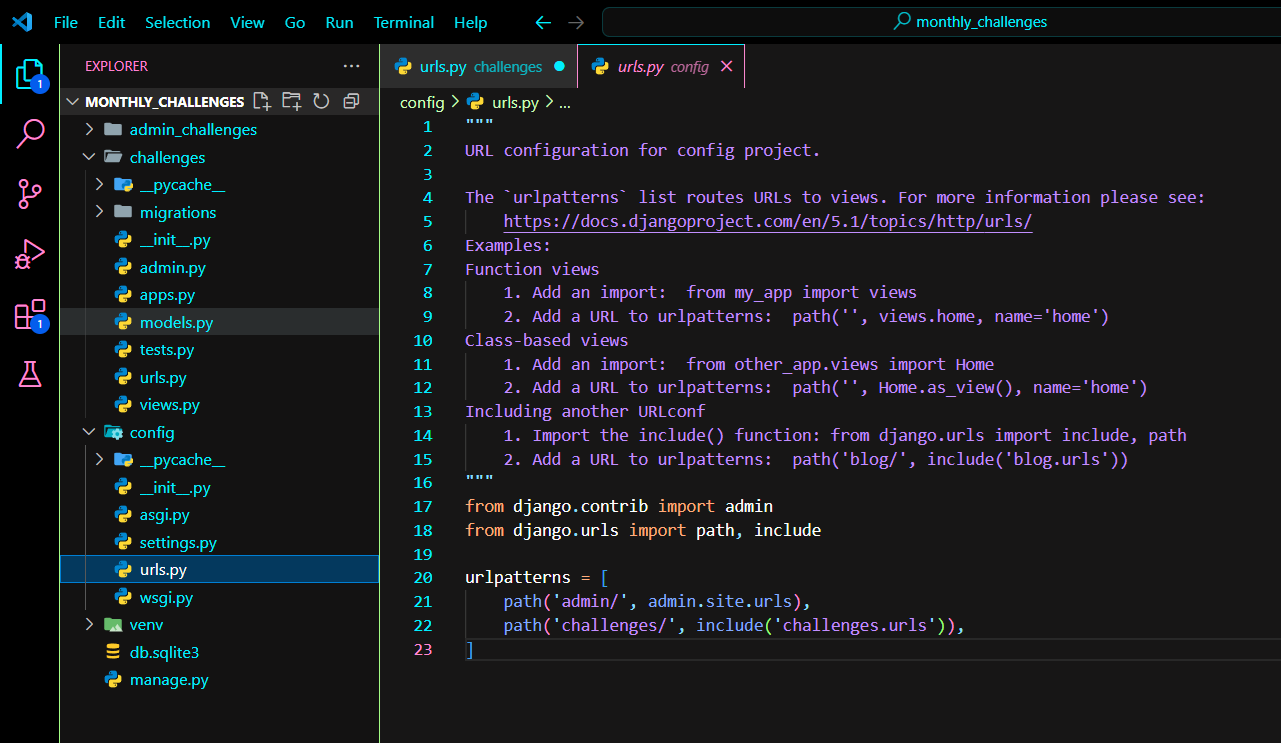 File Edit Selection View Go Run Terminal Help
monthly_challenges
EXPLORER
MONTHLY_CHALLENGES
admin_challenges
challenges
__pycache__
migrations
__init__.py
admin.py
apps.py
models.py
tests.py
urls.py
views.py
config
__pycache__
__init__.py
asgi.py
settings.py
urls.py
wsgi.py
venv
db.sqlite3
manage.py
1
1
urls.py challenges
urls.py config
config > urls.py > ...
1 """
2 URL configuration for config project.
3
4 The `urlpatterns` list routes URLs to views. For more information please see:
5     https://docs.djangoproject.com/en/5.1/topics/http/urls/
6 Examples:
7 Function views
8     1. Add an import:  from my_app import views
9     2. Add a URL to urlpatterns:  path('', views.home, name='home')
10 Class-based views
11     1. Add an import:  from other_app.views import Home
12     2. Add a URL to urlpatterns:  path('', Home.as_view(), name='home')
13 Including another URLconf
14     1. Import the include() function: from django.urls import include, path
15     2. Add a URL to urlpatterns:  path('blog/', include('blog.urls'))
16 """
17 from django.contrib import admin
18 from django.urls import path, include
19
20 urlpatterns = [
21     path('admin/', admin.site.urls),
22     path('challenges/', include('challenges.urls')),
23 ]